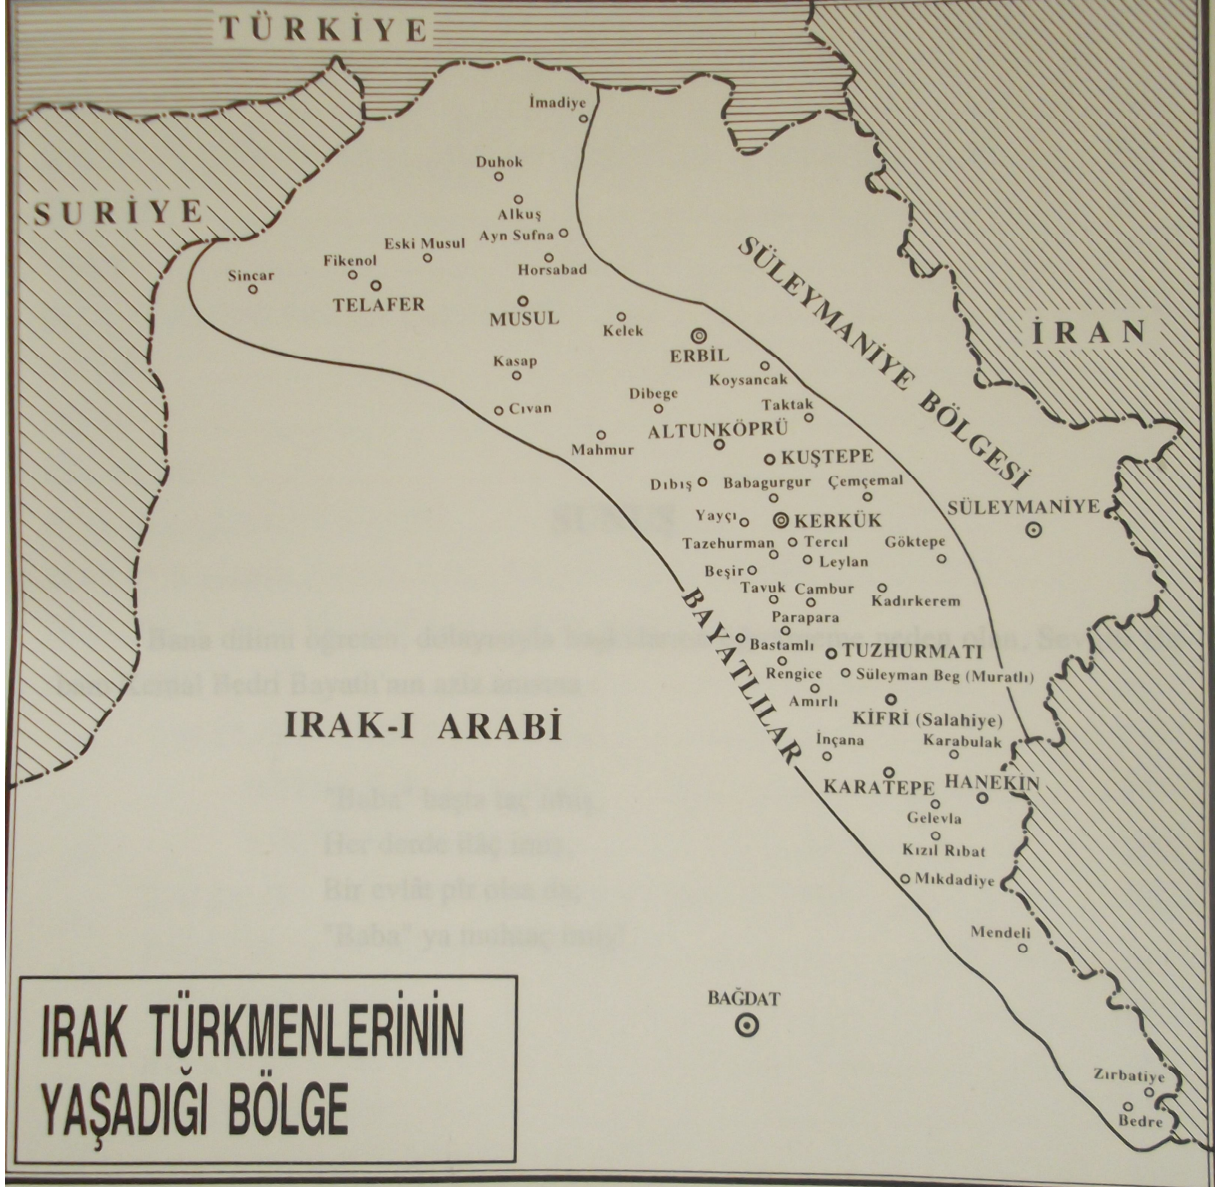 TÜRKİYE
İmadiye
Duhok
SURİYE
Alkuş
Ayn Sufna
Eski Musul
Fikenol
Horsabad
Sincar
TELAFER
MUSUL
Kelek
SÜLEYMANİYE BÖLGESİ
İRAN
ERBİL
Kasap
Koysancak
Dibege
Cıvan
Taktak
ALTUNKÖPRÜ
Mahmur
KUŞTEPE
Dıbış
Babagurgur
Çemçemal
SÜLEYMANİYE
Yayçı
KERKÜK
Tazehurman
Tercıl
Göktepe
Leylan
Beşir
Tavuk
Cambur
Kadırkerem
BAYATLILAR
Parapara
Bastamlı
TUZHURMATI
Rengice
Süleyman Beg (Muratlı)
Amırlı
KİFRİ (Salahiye)
IRAK-I ARABİ
İnçana
Karabulak
KARATEPE
HANEKİN
Gelevla
Kızıl Rıbat
Mıkdadiye
Mendeli
BAĞDAT
Zırbatiye
Bedre
IRAK TÜRKMENLERİNİN
YAŞADIĞI BÖLGE